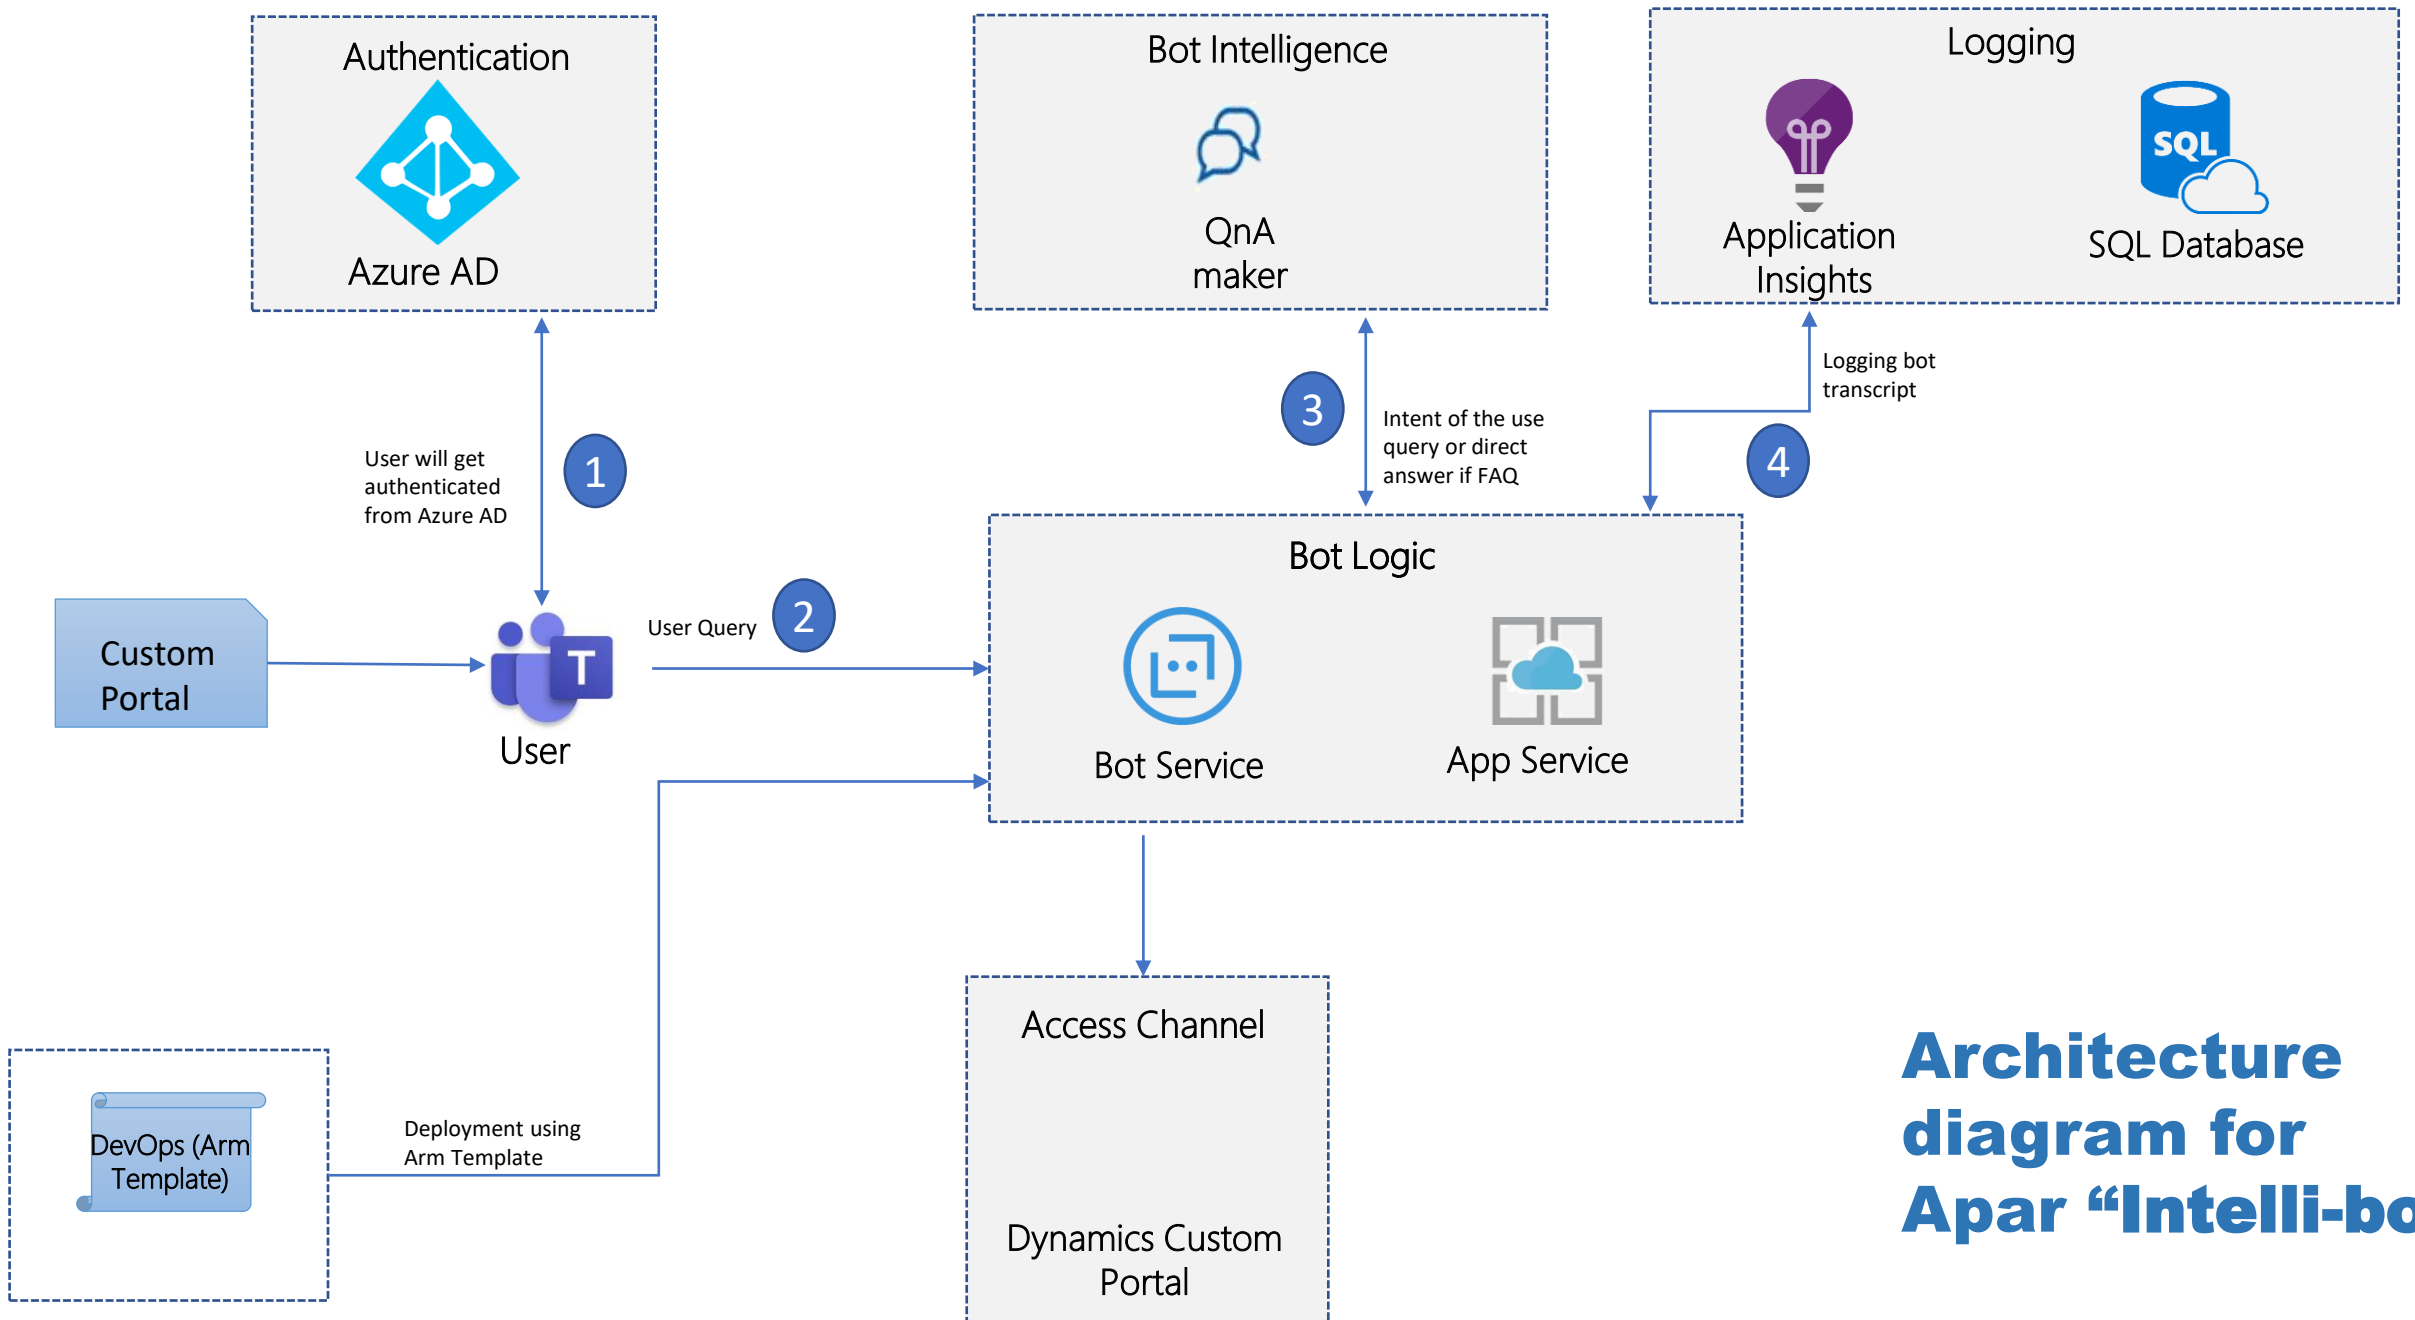 Authentication
Azure AD
Bot Intelligence
QnA
maker
Logging
Application
Insights
SQL
SQL Database
User will get
authenticated
from Azure AD
1
3
Intent of the use
query or direct
answer if FAQ
Logging bot
transcript
4
Custom
Portal
T
User
User Query
2
Bot Logic
Bot Service
App Service
DevOps (Arm
Template)
Deployment using
Arm Template
Access Channel
Dynamics Custom
Portal
Architecture
diagram for
Apar “Intelli-bo